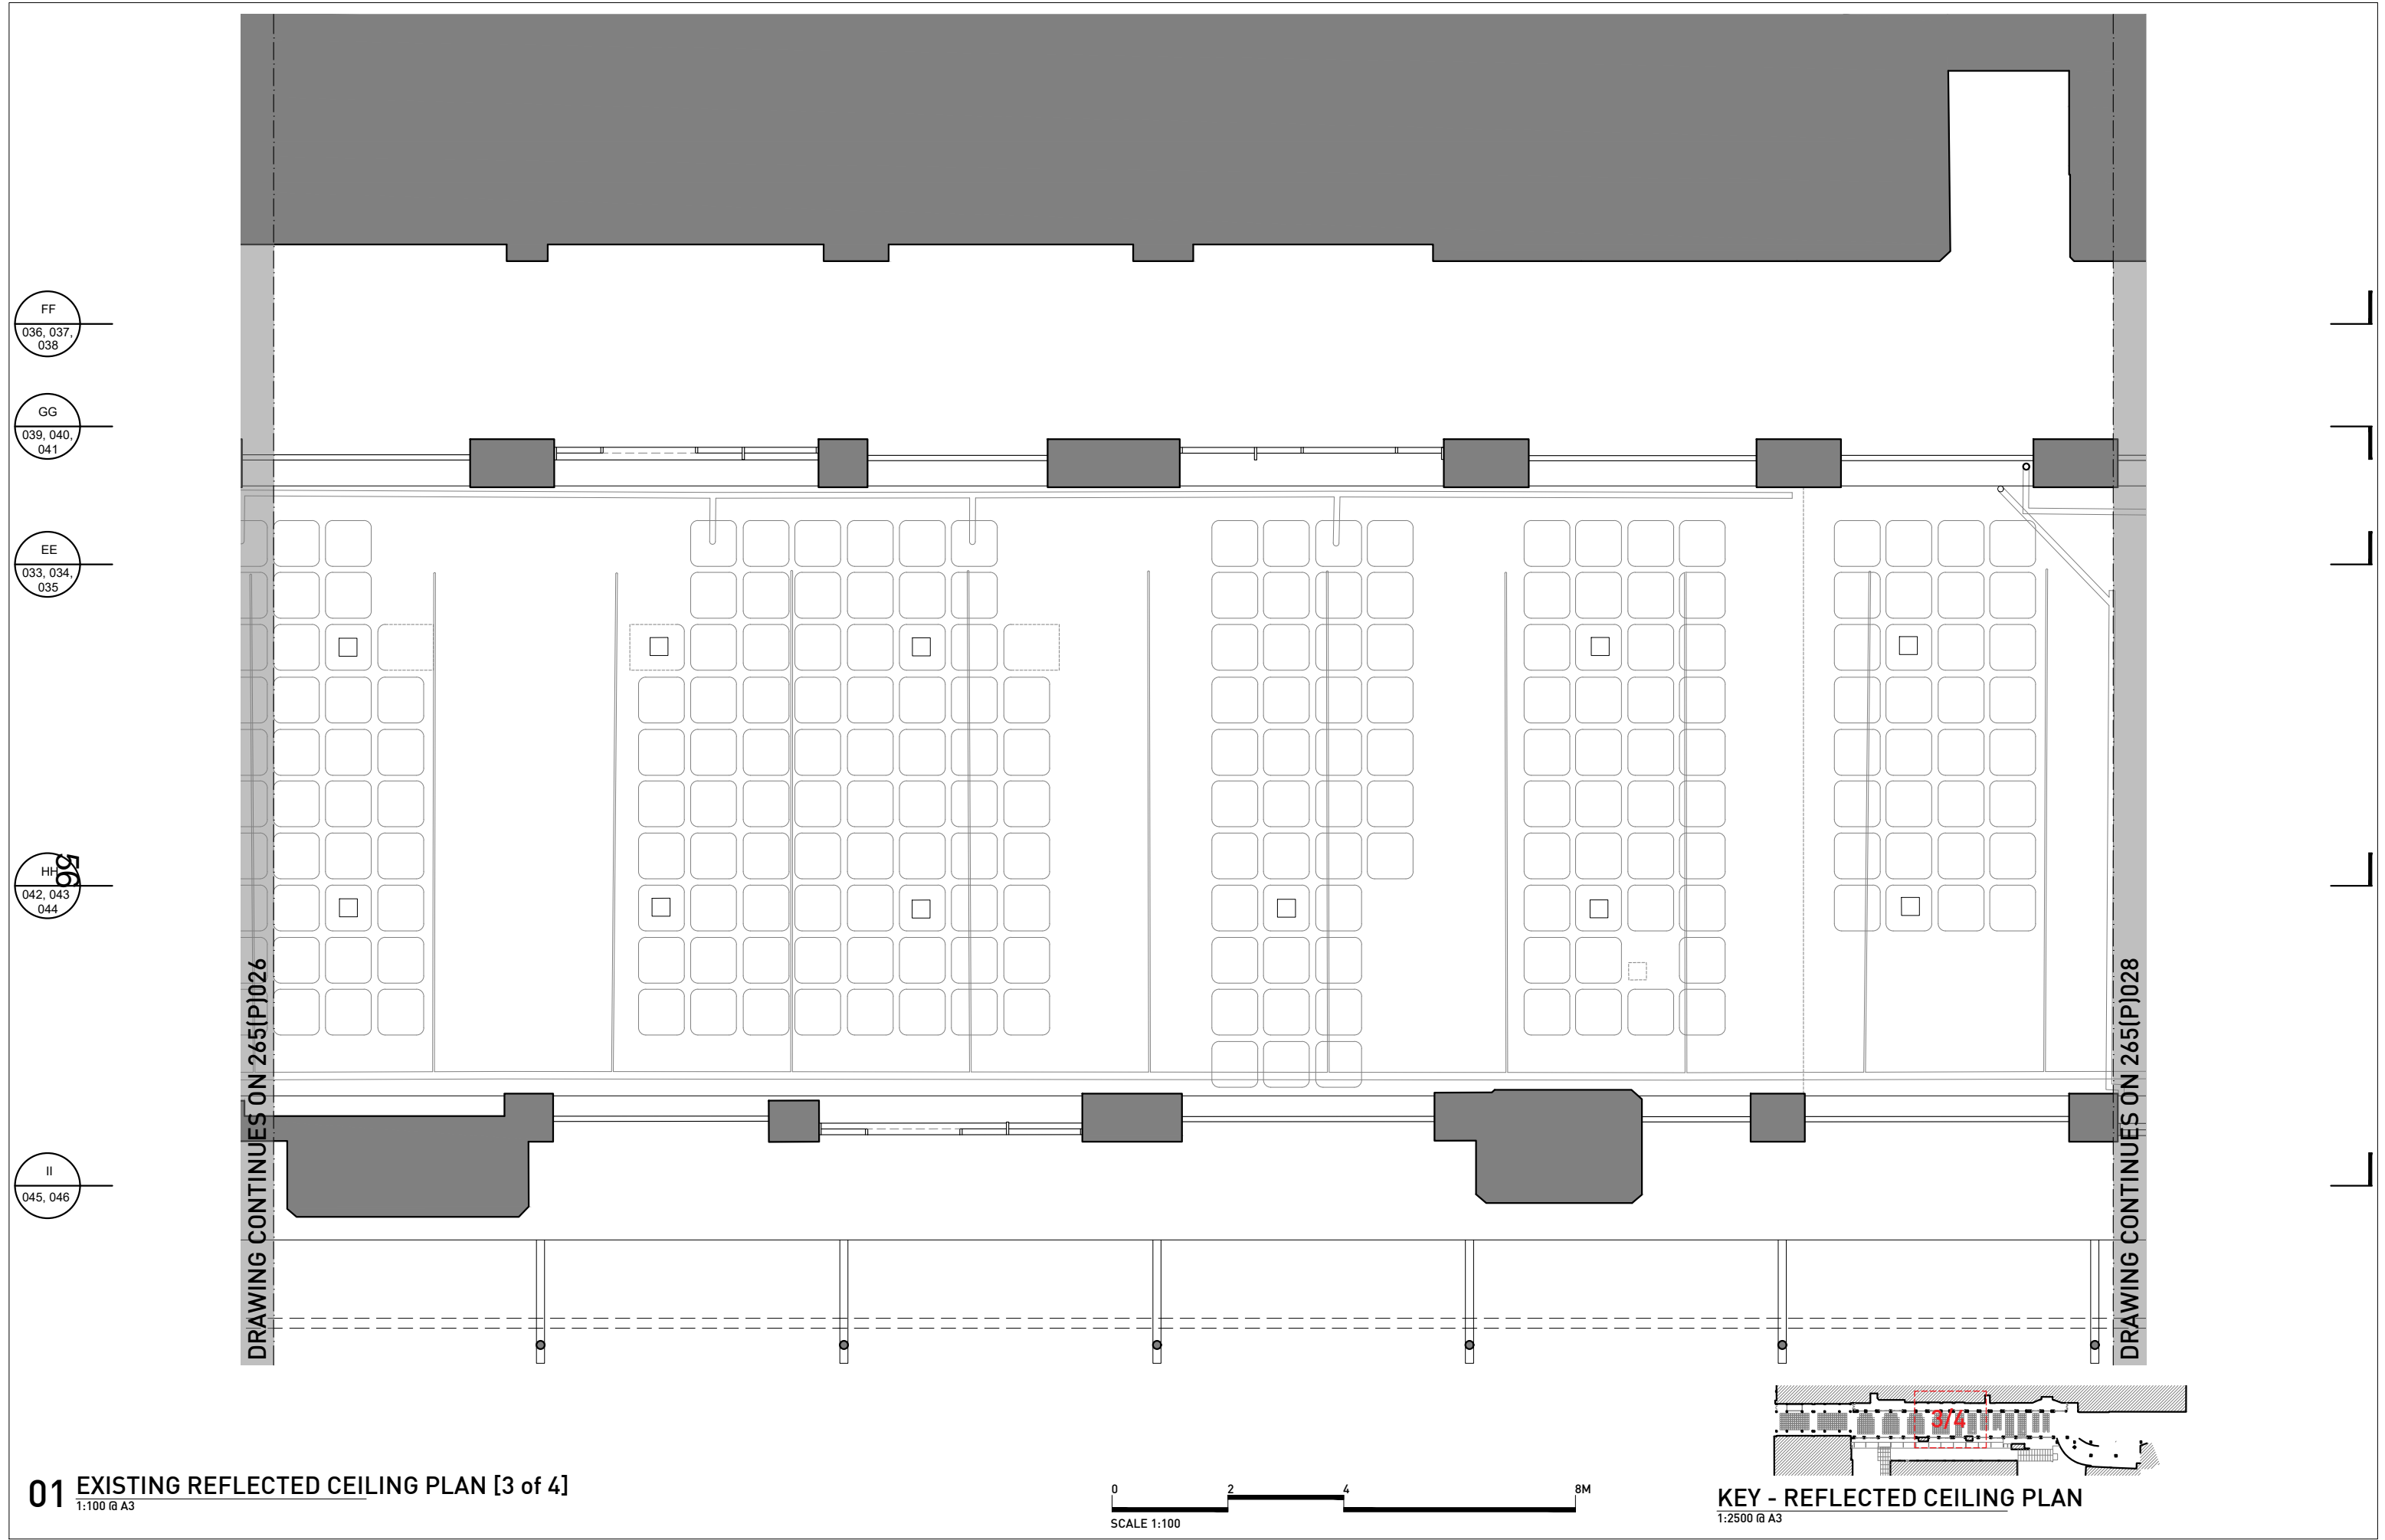 FF
036, 037,
038
GG
039, 040,
041
EE
033, 034,
035
HH
56
042, 043
044
II
045, 046
DRAWING CONTINUES ON 265(P)026
DRAWING CONTINUES ON 265(P)028
3/4
01 EXISTING REFLECTED CEILING PLAN [3 of 4]
1:100 @ A3
0 2 4 8M
SCALE 1:100
KEY - REFLECTED CEILING PLAN
1:2500 @ A3